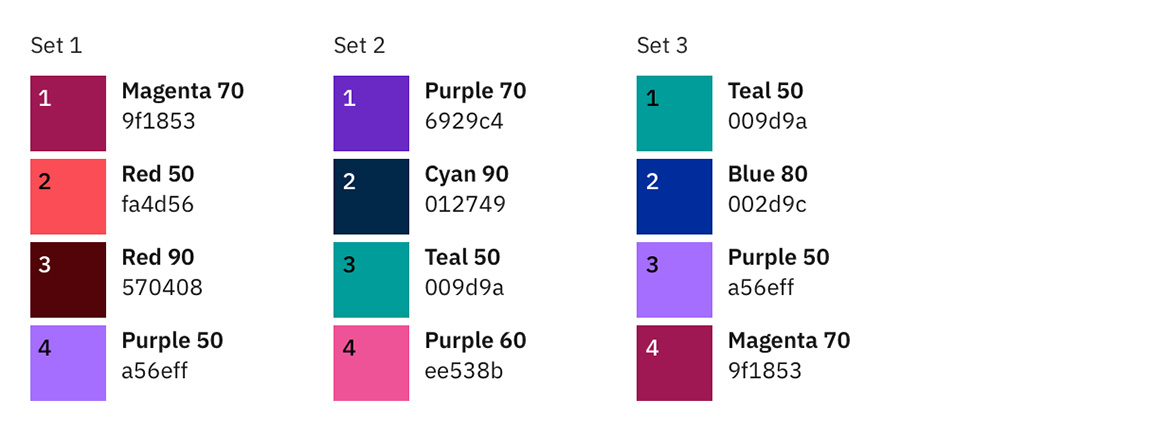 Set 1
1
Magenta 70
9f1853
2
Red 50
fa4d56
3
Red 90
570408
4
Purple 50
a56eff
Set 2
1
Purple 70
6929c4
2
Cyan 90
012749
3
Teal 50
009d9a
4
Purple 60
ee538b
Set 3
1
Teal 50
009d9a
2
Blue 80
002d9c
3
Purple 50
a56eff
4
Magenta 70
9f1853